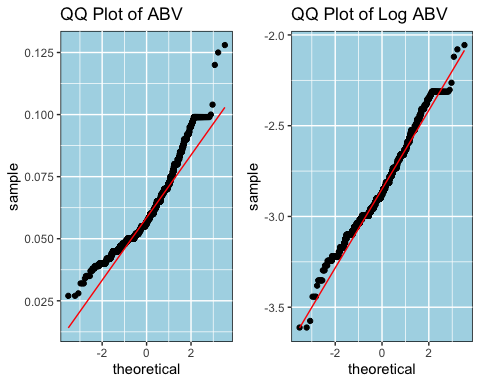 QQ Plot of ABV
0.125
0.100
0.075
0.050
0.025
sample
-2
0
2
theoretical
QQ Plot of Log ABV
-2.0
-2.5
-3.0
-3.5
sample
-2
0
2
theoretical